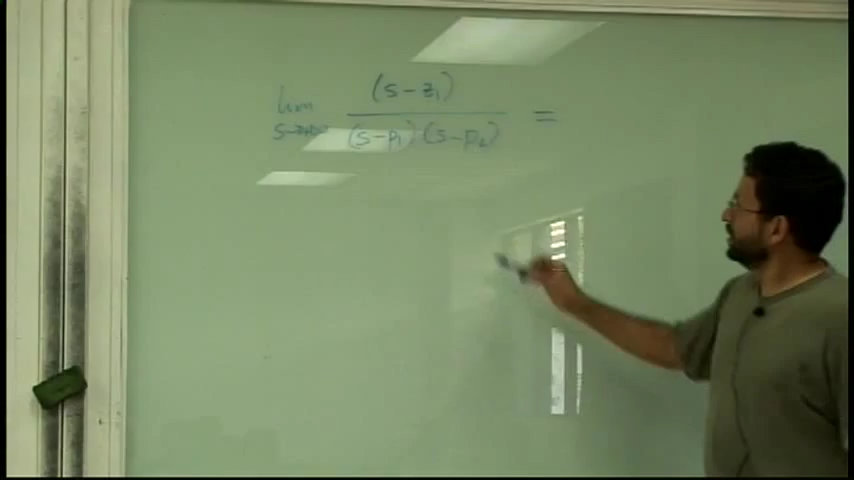 lim s→∞ (s-z₁) / (s-p₁)(s-p₂) =